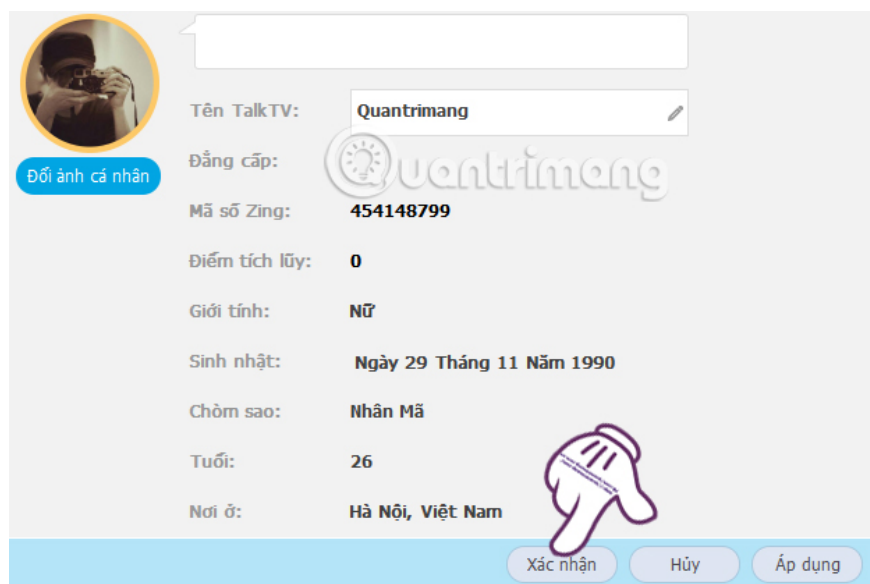 Tên TalkTV: Quantrimang
Đẳng cấp:
Quantrimang
Đổi ảnh cá nhân
Mã số Zing: 454148799
Điểm tích lũy: 0
Giới tính: Nữ
Sinh nhật: Ngày 29 Tháng 11 Năm 1990
Chòm sao: Nhân Mã
Tuổi: 26
Nơi ở: Hà Nội, Việt Nam
Xác nhận Hủy Áp dụng